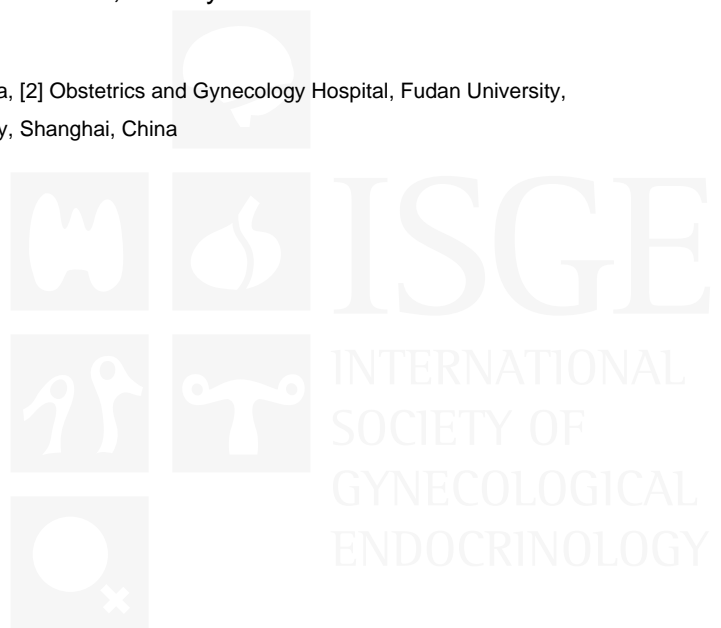 a, [2] Obstetrics and Gynecology Hospital, Fudan University,
y, Shanghai, China
ISGE
INTERNATIONAL
SOCIETY OF
GYNECOLOGICAL
ENDOCRINOLOGY